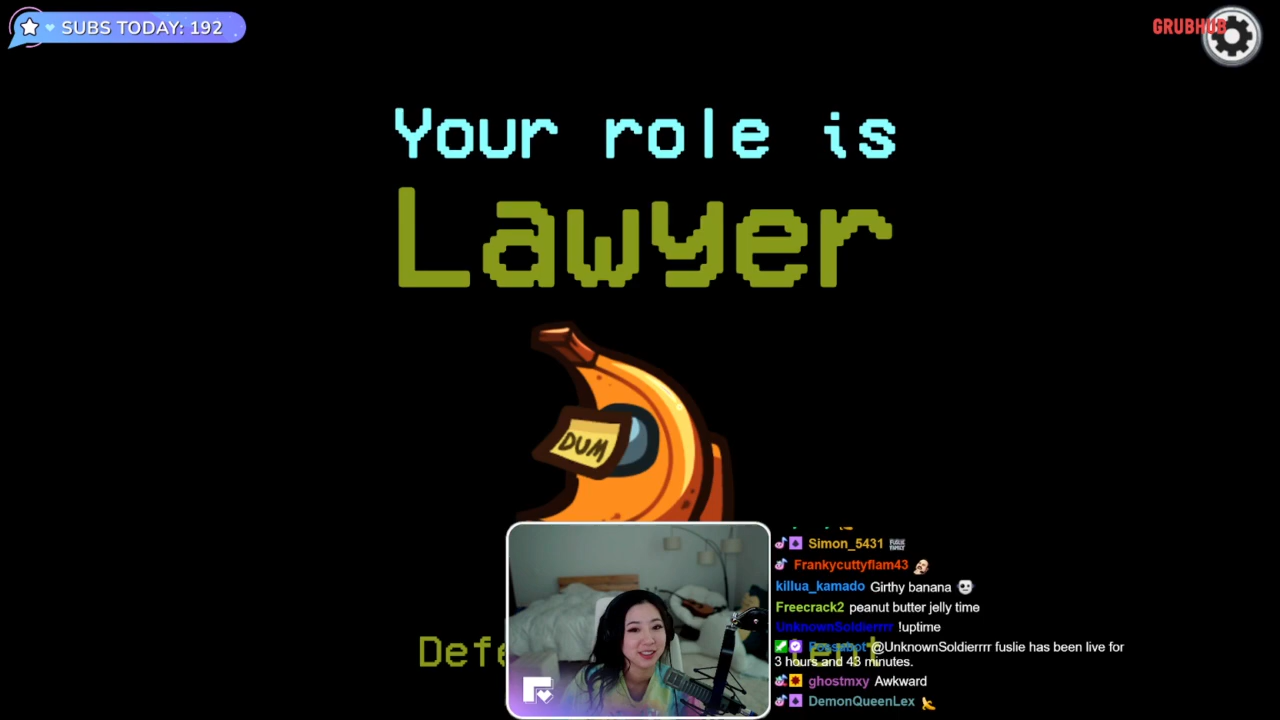 SUBS TODAY: 192
GRUBHUB
Your role is
Lawyer
DUM
Simon_5431
Frankycuttyflam43
killua_kamado Girthy banana
Freecrack2 peanut butter jelly time
UnknownSoldierrrr !uptime
@UnknownSoldierrrr fuslie has been live for
3 hours and 43 minutes.
ghostmxy Awkward
DemonQueenLex
Defe